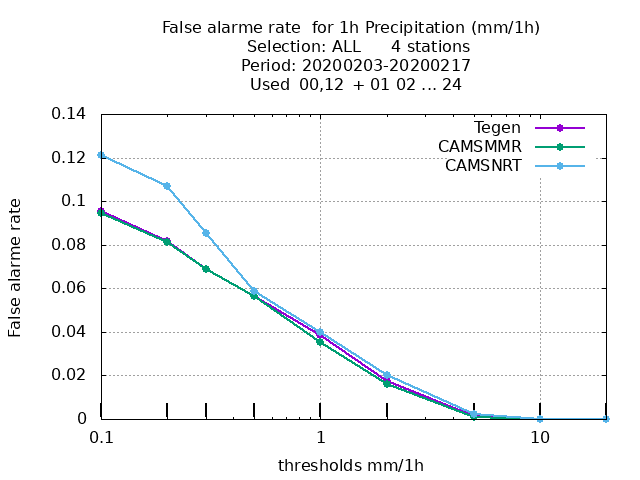 False alarme rate  for 1h Precipitation (mm/1h)
Selection: ALL      4 stations
Period: 20200203-20200217
Used  00,12  + 01 02 ... 24
Tegen
CAMSMMR
CAMSNRT
0.14
0.12
0.1
0.08
0.06
0.04
0.02
0
False alarme rate
0.1 1 10
thresholds mm/1h